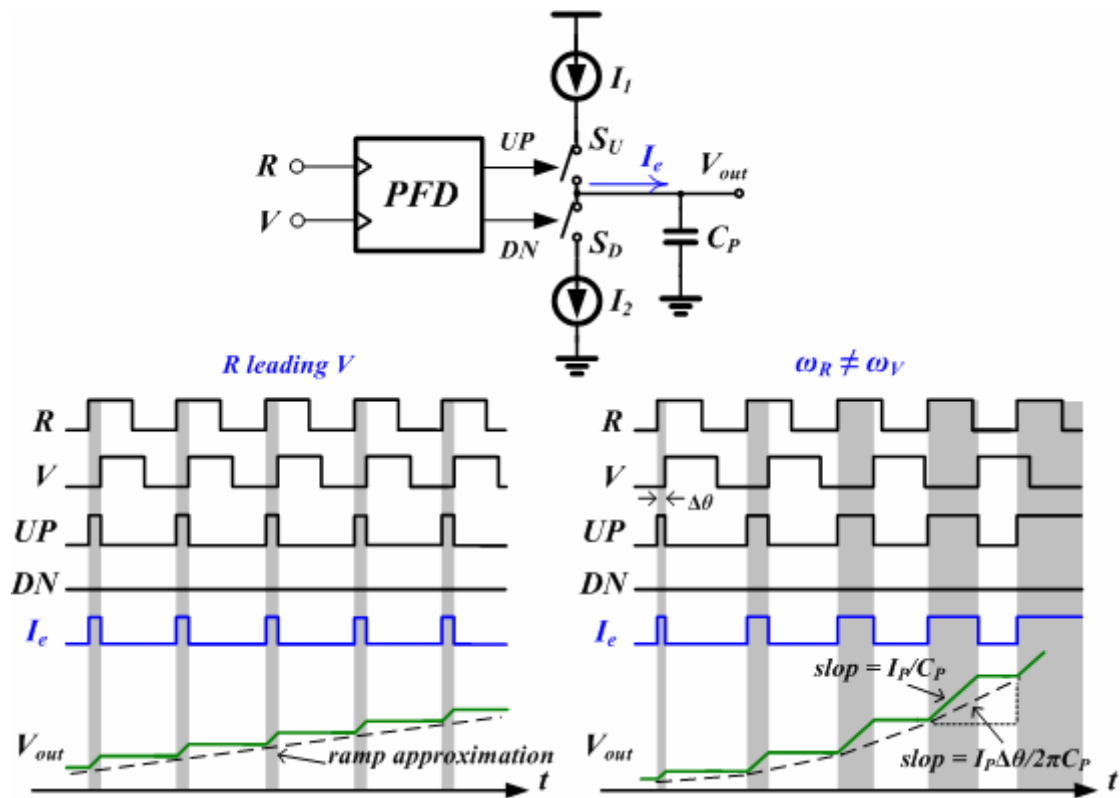 I1
UP
SU
Ie
Vout
R
PFD
V
DN
SD
CP
I2
R leading V
ωR ≠ ωV
R
V
UP
DN
Ie
Vout
ramp approximation
t
R
V
Δθ
UP
DN
Ie
slop = IP/CP
Vout
slop = IPΔθ/2πCP
t